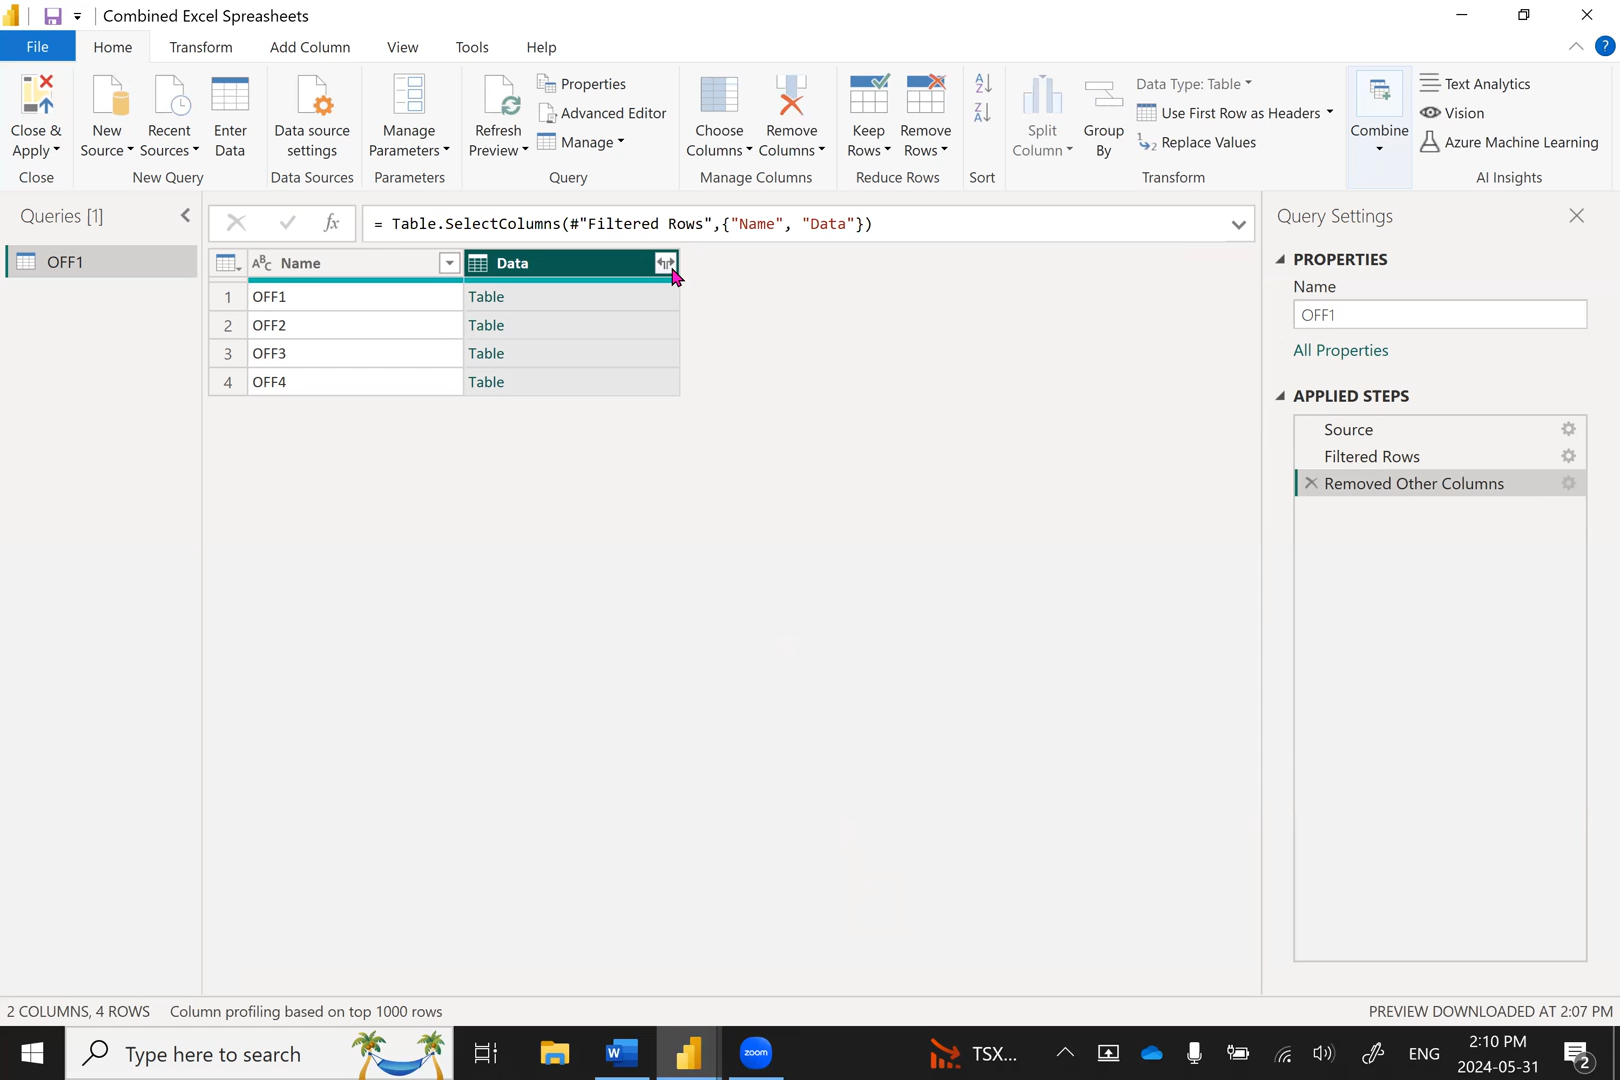 Combined Excel Spreasheets
File
Home
Transform
Add Column
View
Tools
Help
Close &
Apply
Close
New
Source
Recent
Sources
Enter
Data
New Query
Data source
settings
Data Sources
Manage
Parameters
Parameters
Refresh
Preview
Properties
Advanced Editor
Manage
Query
Choose
Columns
Remove
Columns
Manage Columns
Keep
Rows
Remove
Rows
Reduce Rows
A
Z
Z
A
Sort
Split
Column
Group
By
Data Type: Table
Use First Row as Headers
1
2
Replace Values
Transform
Combine
Text Analytics
Vision
Azure Machine Learning
AI Insights
?
Queries [1]
OFF1
fx
= Table.SelectColumns(#"Filtered Rows",{"Name", "Data"})
ABC Name
Data
1 OFF1 Table
2 OFF2 Table
3 OFF3 Table
4 OFF4 Table
Query Settings
PROPERTIES
Name
OFF1
All Properties
APPLIED STEPS
Source
Filtered Rows
Removed Other Columns
2 COLUMNS, 4 ROWS
Column profiling based on top 1000 rows
PREVIEW DOWNLOADED AT 2:07 PM
Type here to search
W
zoom
TSX...
ENG
2:10 PM
2024-05-31
2